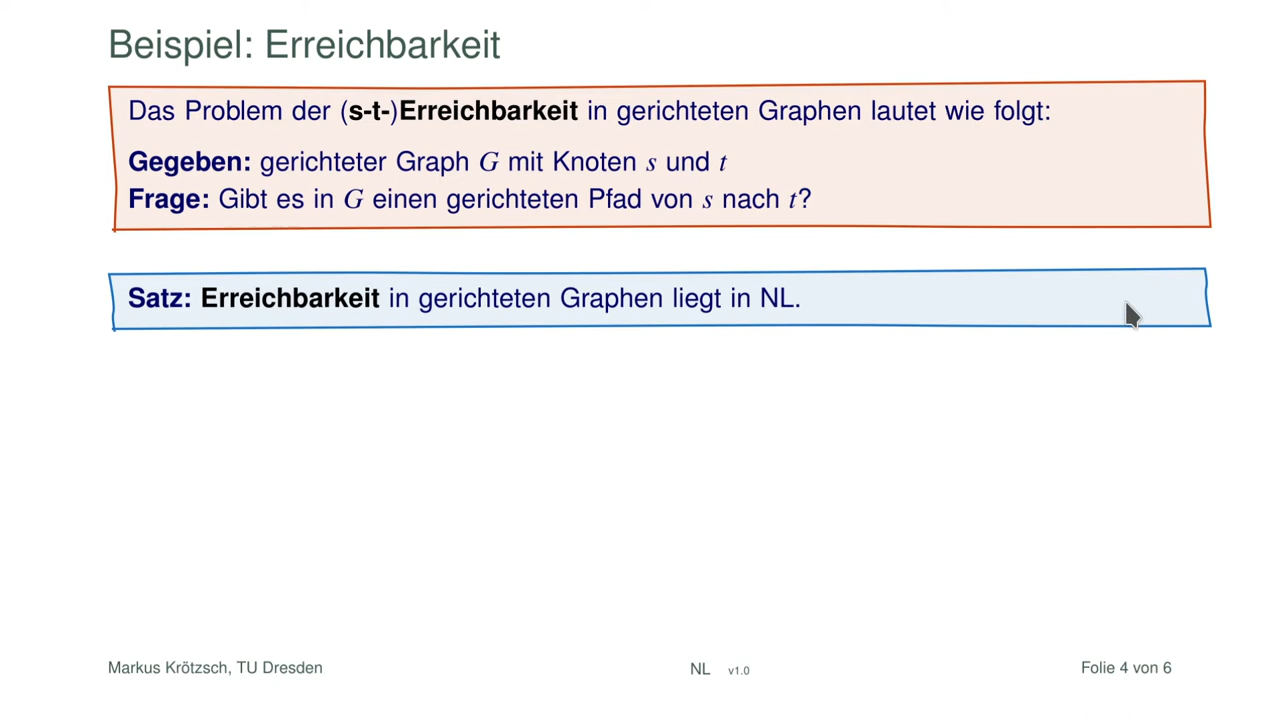 Beispiel: Erreichbarkeit
Das Problem der (s-t-)Erreichbarkeit in gerichteten Graphen lautet wie folgt:
Gegeben: gerichteter Graph G mit Knoten s und t
Frage: Gibt es in G einen gerichteten Pfad von s nach t?
Satz: Erreichbarkeit in gerichteten Graphen liegt in NL.
Markus Krötzsch, TU Dresden NL v1.0 Folie 4 von 6